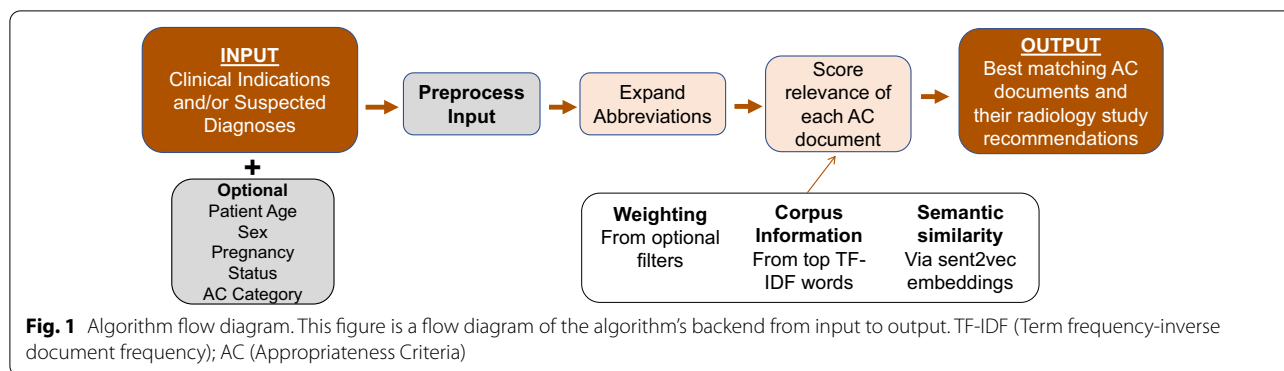 INPUT
Clinical Indications
and/or Suspected
Diagnoses
+
Optional
Patient Age
Sex
Pregnancy
Status
AC Category
Preprocess
Input
Expand
Abbreviations
Score
relevance of
each AC
document
OUTPUT
Best matching AC
documents and
their radiology study
recommendations
Weighting
From optional
filters
Corpus
Information
From top TF-
IDF words
Semantic
similarity
Via sent2vec
embeddings
Fig. 1 Algorithm flow diagram. This figure is a flow diagram of the algorithm’s backend from input to output. TF-IDF (Term frequency-inverse
document frequency); AC (Appropriateness Criteria)